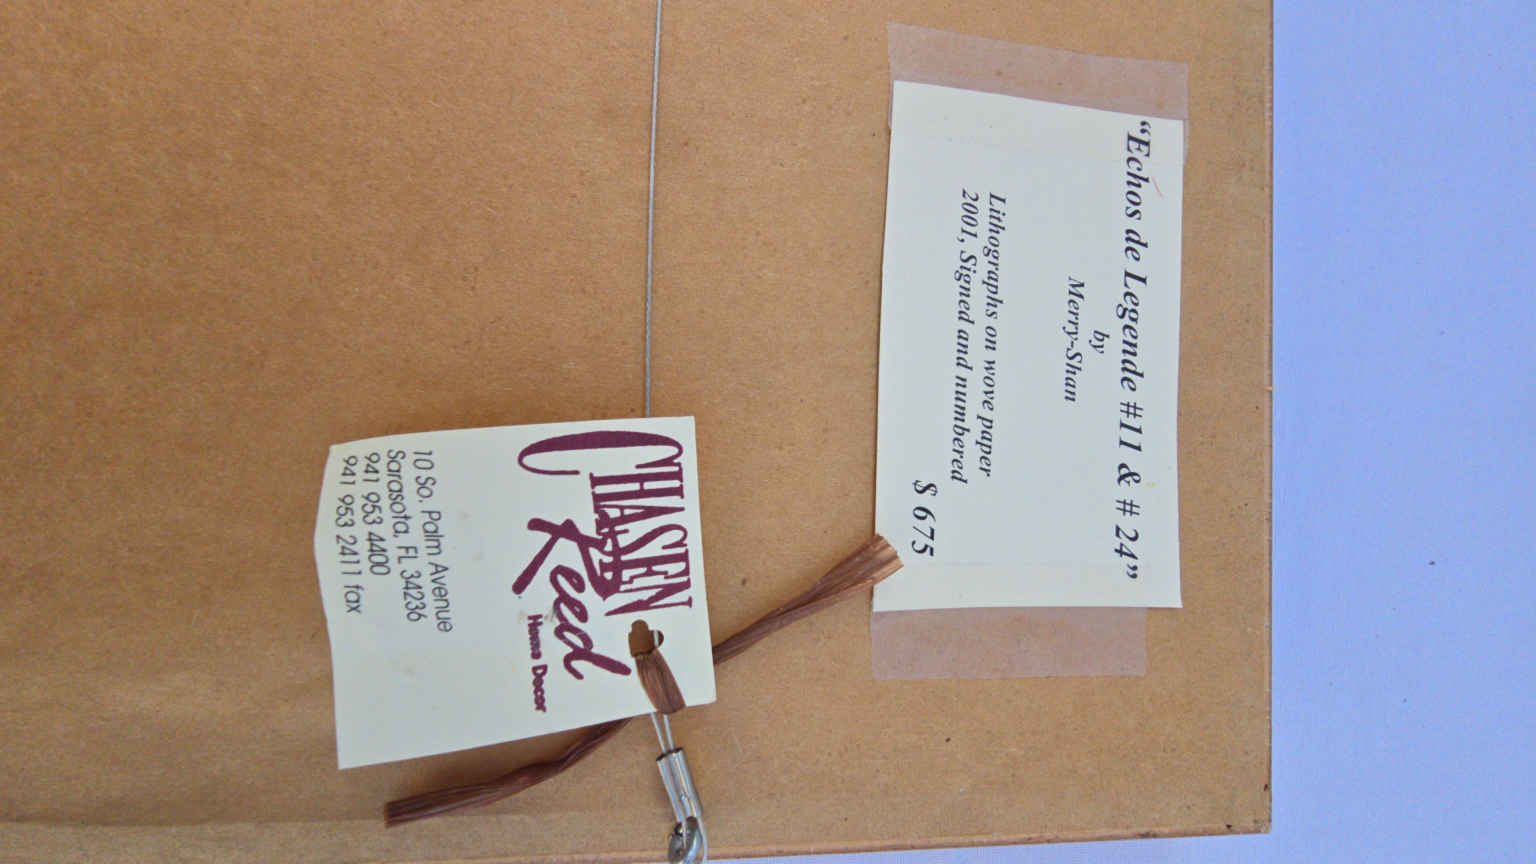 “Echos de Legende #11 & # 24”
by
Merry-Shan
Lithographs on wove paper
2001, Signed and numbered
$ 675
CHASEN
Reed
Home Decor
10 So. Palm Avenue
Sarasota, FL 34236
941 953 4400
941 953 2411 fax